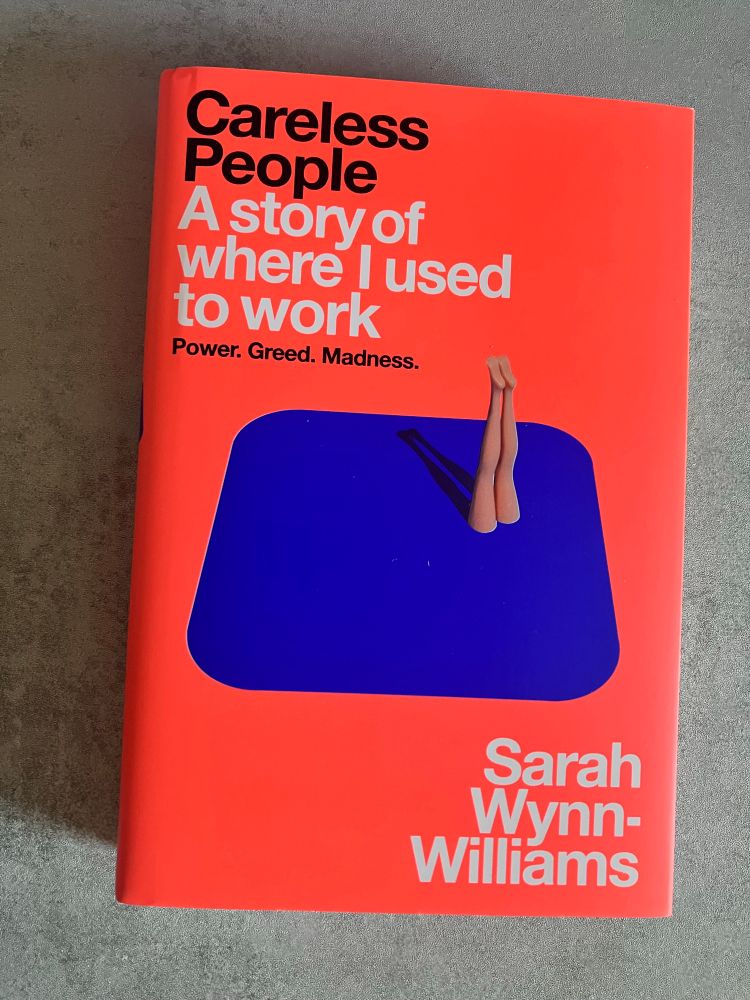 Careless
People
A story of
where I used
to work
Power. Greed. Madness.
Sarah
Wynn-
Williams